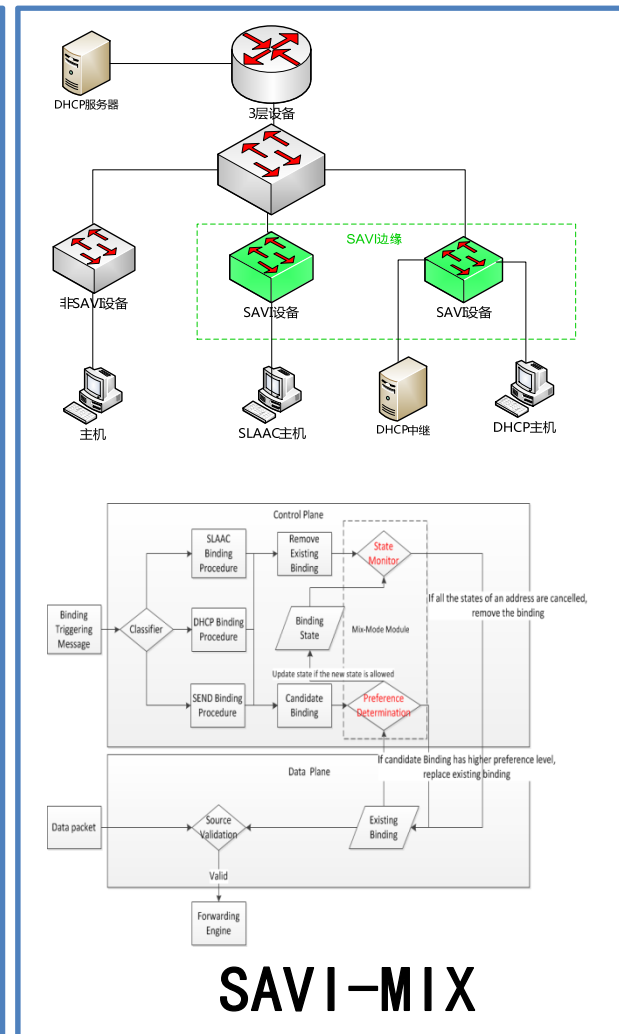 DHCP服务器
3层设备
SAVI边缘
非SAVI设备
SAVI设备
SAVI设备
主机
SLAAC主机
DHCP中继
DHCP主机
Control Plane
SLAAC
Binding
Procedure
Remove
Existing
Binding
State
Monitor
If all the states of an address are cancelled,
remove the binding
Binding
Triggering
Message
Classifier
DHCP Binding
Procedure
Binding
State
Mix-Mode Module
Update state if the new state is allowed
SEND Binding
Procedure
Candidate
Binding
Preference
Determination
If candidate Binding has higher preference level,
replace existing binding
Data Plane
Data packet
Source
Validation
Existing
Binding
Valid
Forwarding
Engine
SAVI-MIX